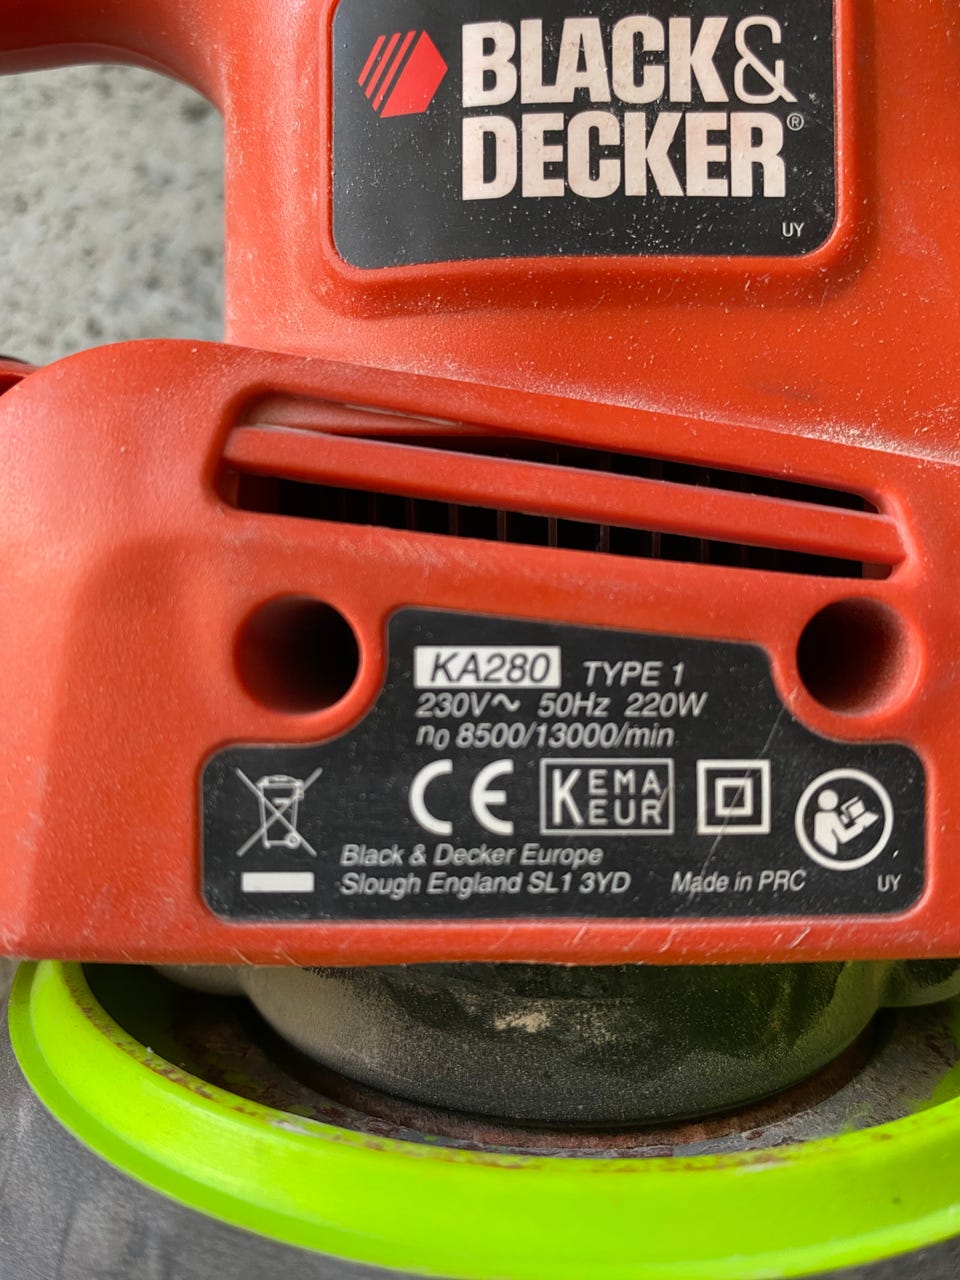 BLACK&
DECKER®
UY
KA280 TYPE 1
230V~ 50Hz 220W
n0 8500/13000/min
CE KEMA KEUR
Black & Decker Europe
Slough England SL1 3YD Made in PRC UY